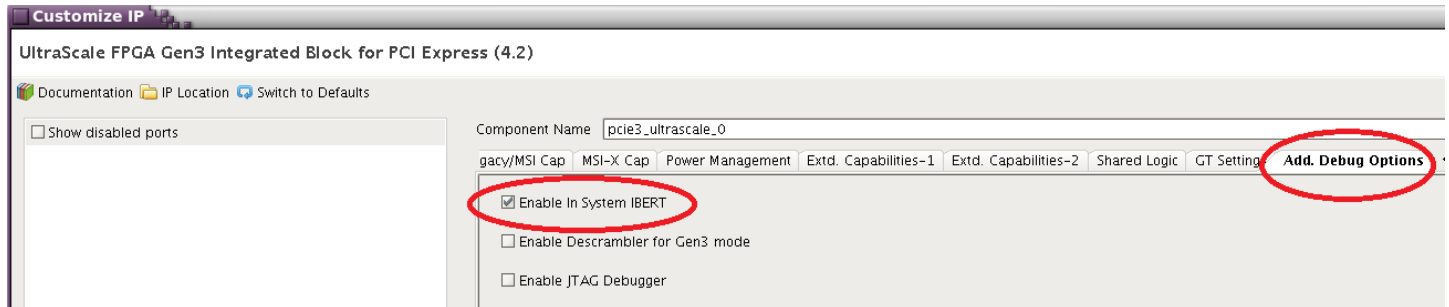 Customize IP
UltraScale FPGA Gen3 Integrated Block for PCI Express (4.2)
Documentation IP Location Switch to Defaults
Show disabled ports
Component Name pcie3_ultrascale_0
gacy/MSI Cap MSI-X Cap Power Management Extd. Capabilities-1 Extd. Capabilities-2 Shared Logic GT Setting Add. Debug Options
Enable In System IBERT
Enable Descrambler for Gen3 mode
Enable JTAG Debugger